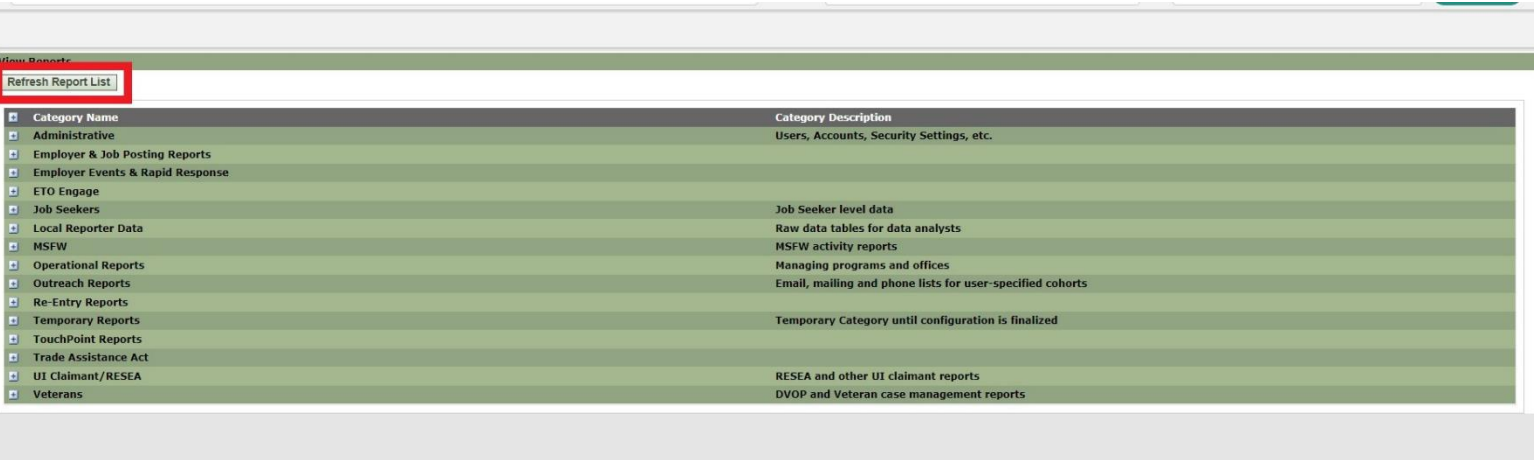 View Reports
Refresh Report List
Category Name Category Description
Administrative Users, Accounts, Security Settings, etc.
Employer & Job Posting Reports
Employer Events & Rapid Response
ETO Engage
Job Seekers Job Seeker level data
Local Reporter Data Raw data tables for data analysts
MSFW MSFW activity reports
Operational Reports Managing programs and offices
Outreach Reports Email, mailing and phone lists for user-specified cohorts
Re-Entry Reports
Temporary Reports Temporary Category until configuration is finalized
TouchPoint Reports
Trade Assistance Act
UI Claimant/RESEA RESEA and other UI claimant reports
Veterans DVOP and Veteran case management reports